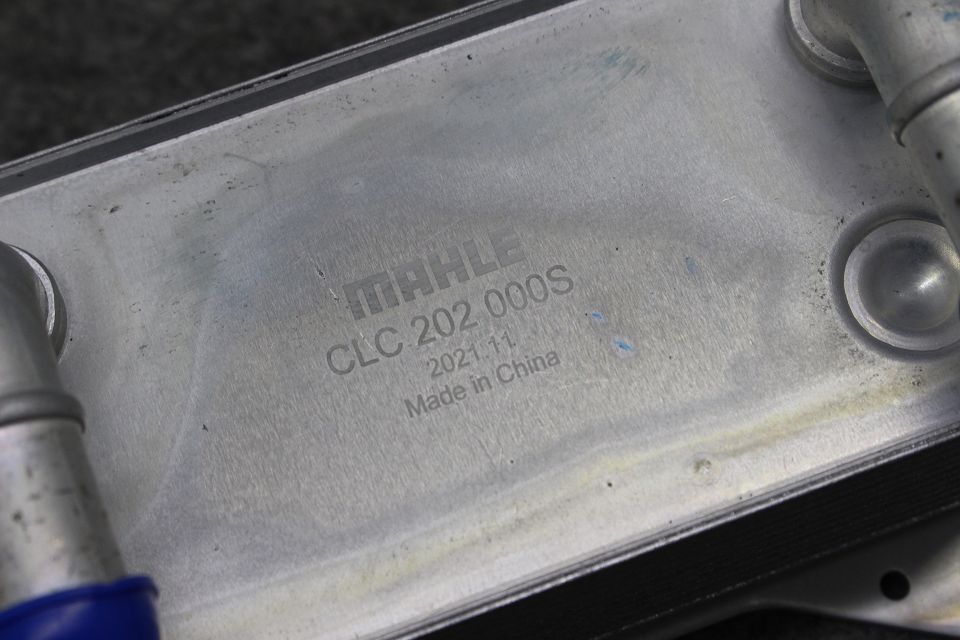 MAHLE
CLC 202 000S
2021.11.
Made in China